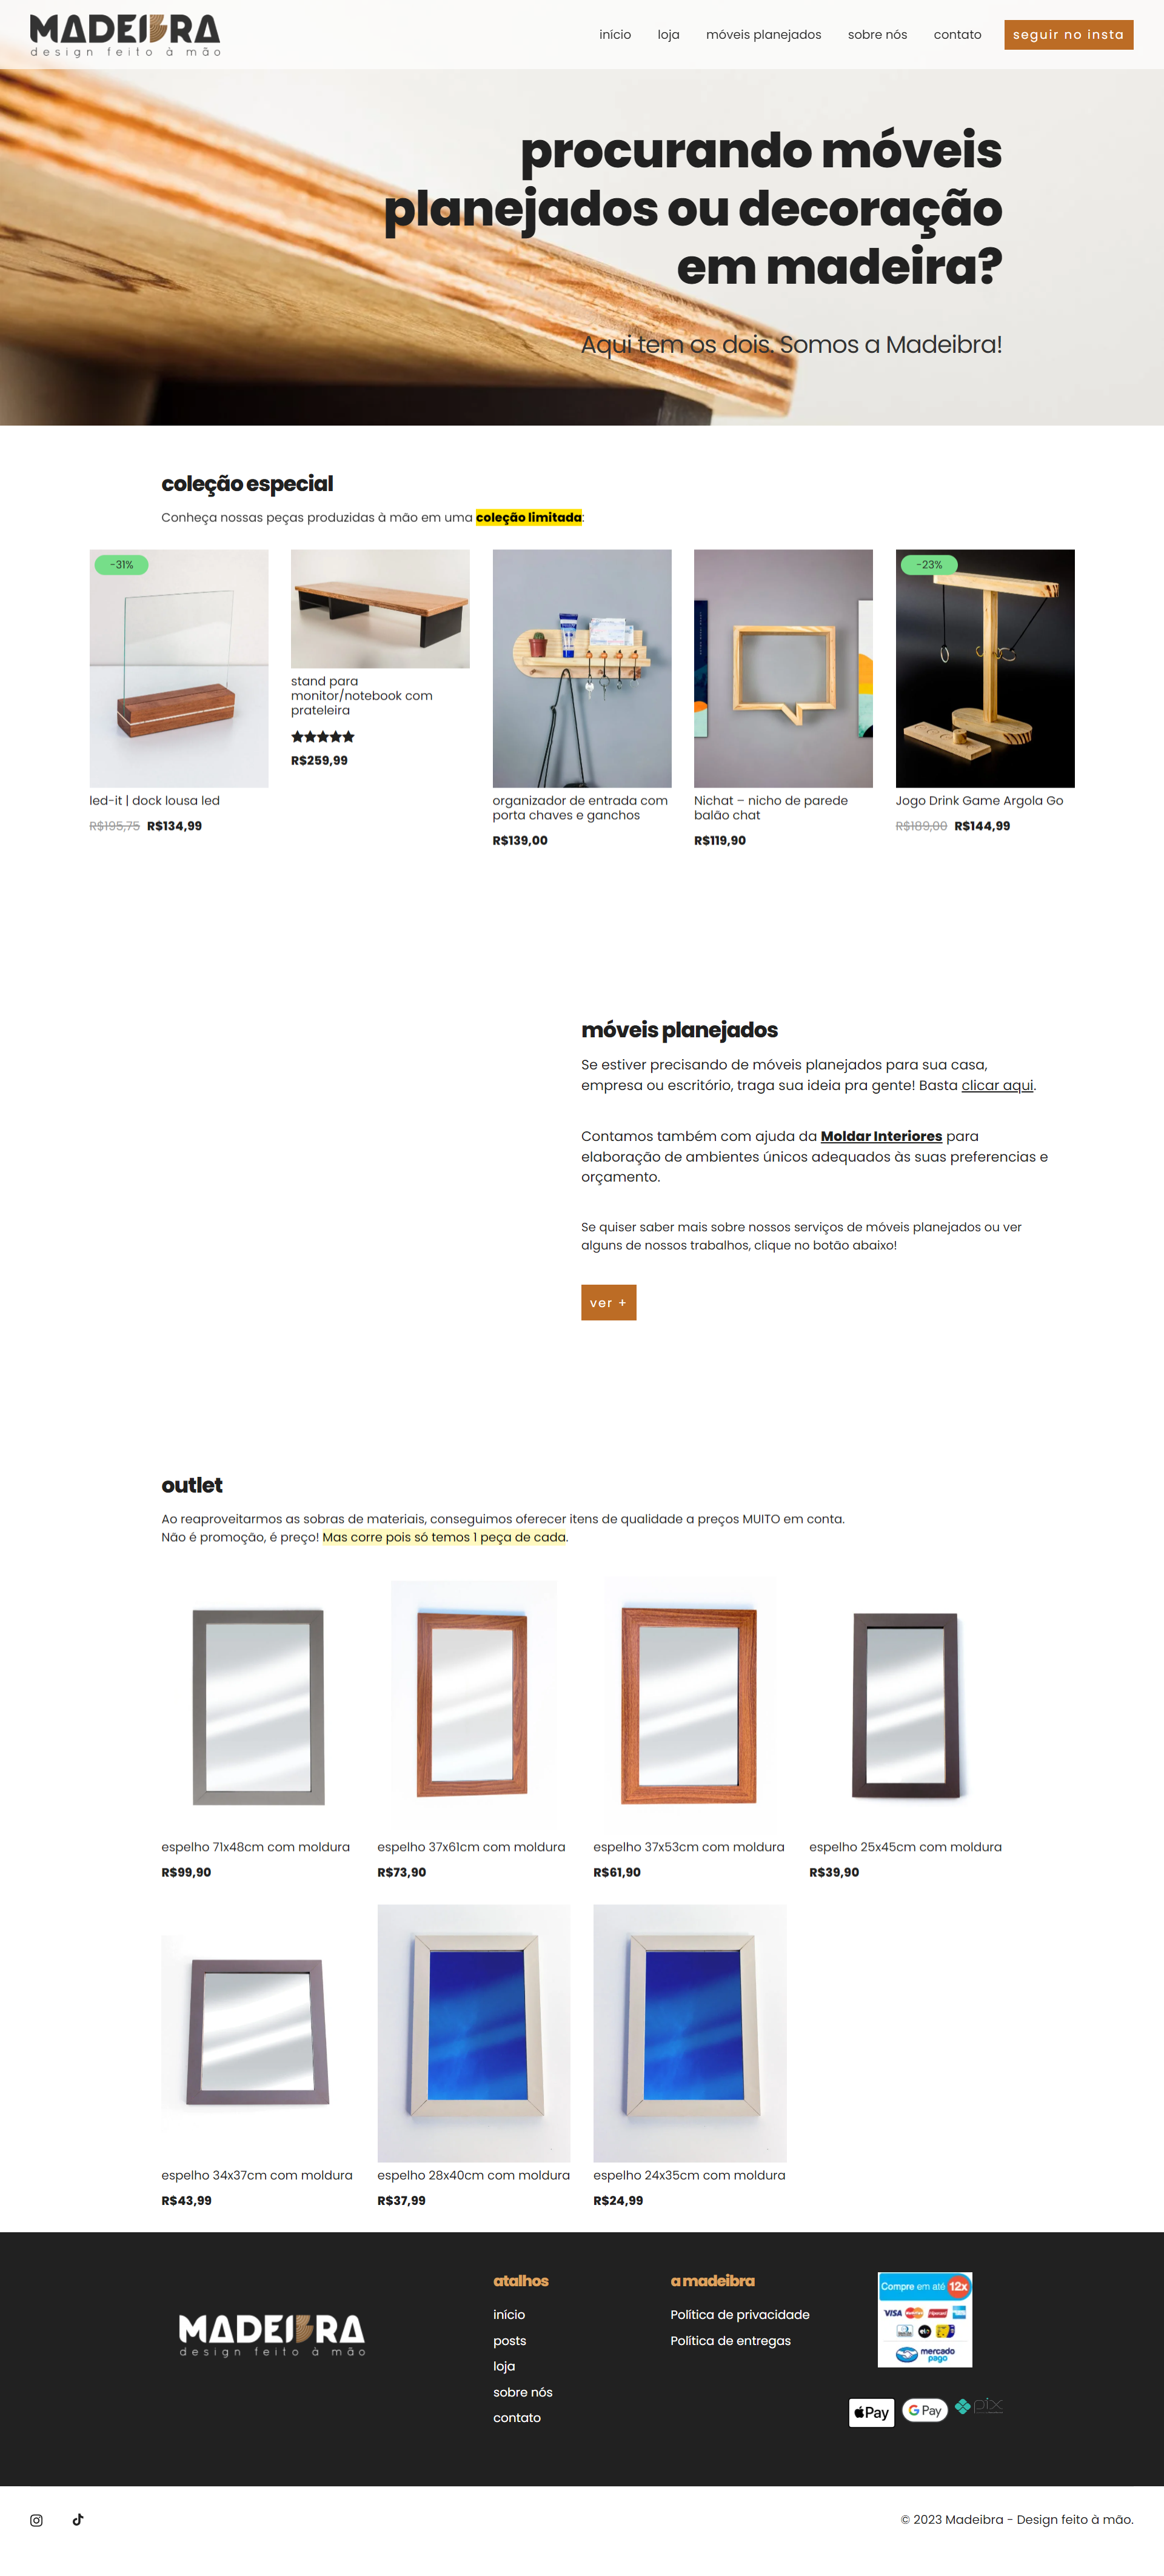 MADEIBRA
design feito à mão
início
loja
móveis planejados
sobre nós
contato
seguir no insta
procurando móveis
planejados ou decoração
em madeira?
Aqui tem os dois. Somos a Madeibra!
coleção especial
Conheça nossas peças produzidas à mão em uma coleção limitada:
-31%
led-it | dock lousa led
R$195,75 R$134,99
stand para
monitor/notebook com
prateleira
R$259,99
organizador de entrada com
porta chaves e ganchos
R$139,00
Nichat – nicho de parede
balão chat
R$119,90
-23%
Jogo Drink Game Argola Go
R$189,00 R$144,99
móveis planejados
Se estiver precisando de móveis planejados para sua casa,
empresa ou escritório, traga sua ideia pra gente! Basta clicar aqui.
Contamos também com ajuda da Moldar Interiores para
elaboração de ambientes únicos adequados às suas preferencias e
orçamento.
Se quiser saber mais sobre nossos serviços de móveis planejados ou ver
alguns de nossos trabalhos, clique no botão abaixo!
ver +
outlet
Ao reaproveitarmos as sobras de materiais, conseguimos oferecer itens de qualidade a preços MUITO em conta.
Não é promoção, é preço! Mas corre pois só temos 1 peça de cada.
espelho 71x48cm com moldura
R$99,90
espelho 37x61cm com moldura
R$73,90
espelho 37x53cm com moldura
R$61,90
espelho 25x45cm com moldura
R$39,90
espelho 34x37cm com moldura
R$43,99
espelho 28x40cm com moldura
R$37,99
espelho 24x35cm com moldura
R$24,99
MADEIBRA
design feito à mão
atalhos
início
posts
loja
sobre nós
contato
a madeibra
Política de privacidade
Política de entregas
Compre em até 12x
VISA
mercado
pago
Pay
G Pay
pix
© 2023 Madeibra - Design feito à mão.